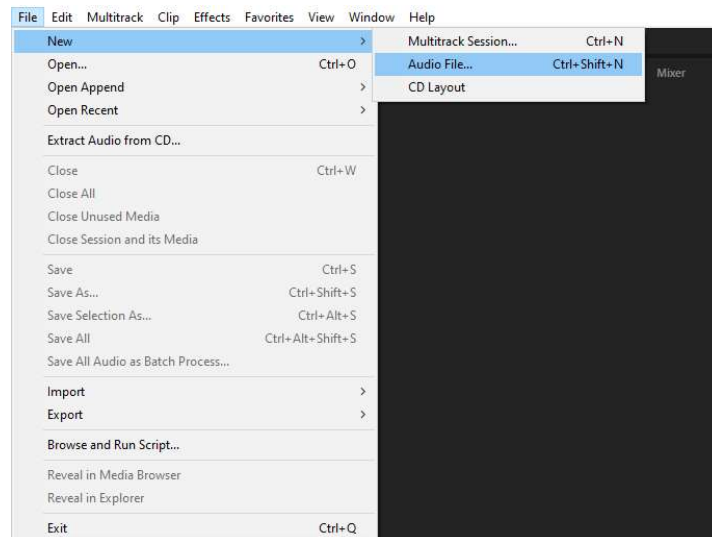 File Edit Multitrack Clip Effects Favorites View Window Help
New >
Multitrack Session... Ctrl+N
Audio File... Ctrl+Shift+N
CD Layout
Mixer
Open... Ctrl+O
Open Append >
Open Recent >
Extract Audio from CD...
Close Ctrl+W
Close All
Close Unused Media
Close Session and its Media
Save Ctrl+S
Save As... Ctrl+Shift+S
Save Selection As... Ctrl+Alt+S
Save All Ctrl+Alt+Shift+S
Save All Audio as Batch Process...
Import >
Export >
Browse and Run Script...
Reveal in Media Browser
Reveal in Explorer
Exit Ctrl+Q